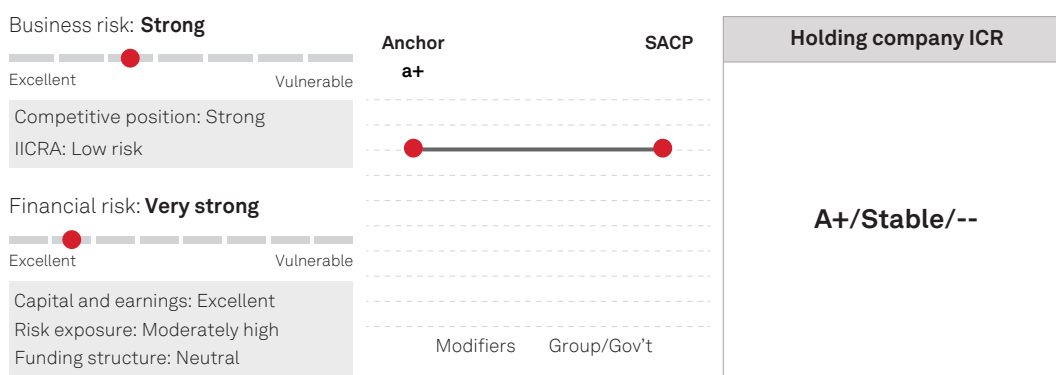 Business risk: Strong
Excellent Vulnerable
Competitive position: Strong
IICRA: Low risk
Financial risk: Very strong
Excellent Vulnerable
Capital and earnings: Excellent
Risk exposure: Moderately high
Funding structure: Neutral
Anchor SACP
a+
Modifiers Group/Gov’t
Holding company ICR
A+/Stable/--